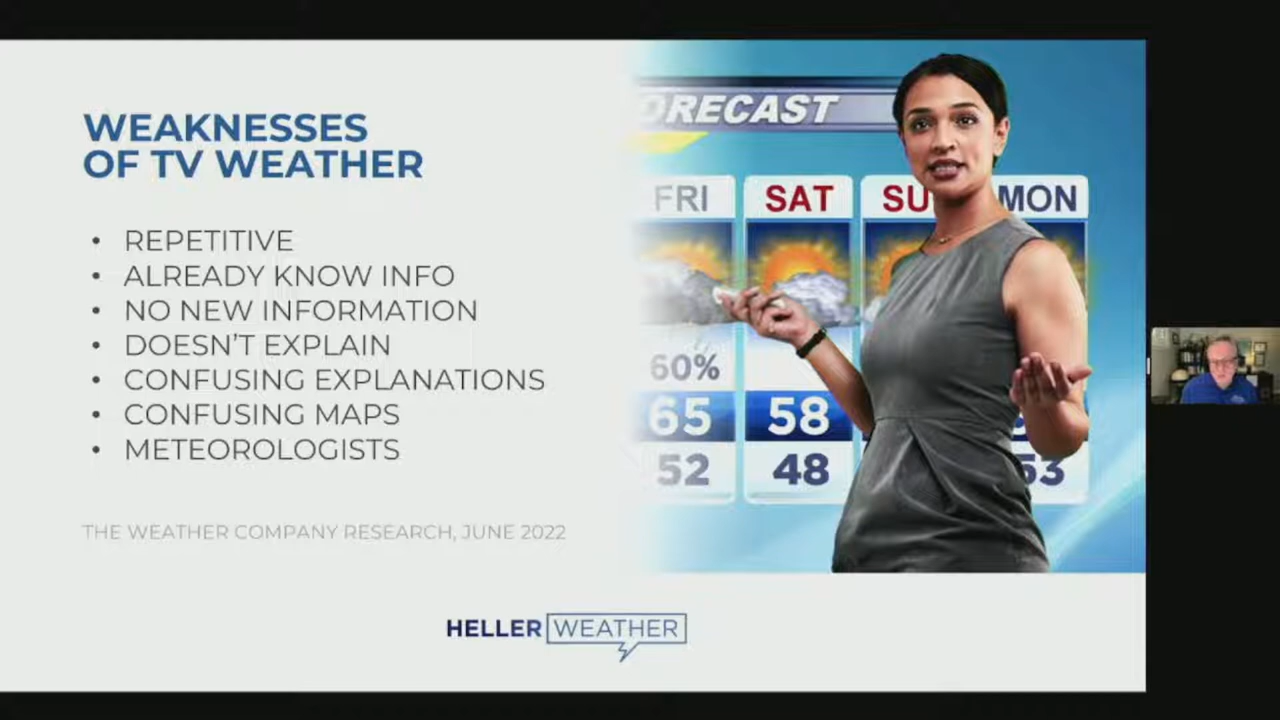 WEAKNESSES
OF TV WEATHER
• REPETITIVE
• ALREADY KNOW INFO
• NO NEW INFORMATION
• DOESN'T EXPLAIN
• CONFUSING EXPLANATIONS
• CONFUSING MAPS
• METEOROLOGISTS
THE WEATHER COMPANY RESEARCH, JUNE 2022
ORECAST
FRI SAT SU MON
60%
65 58
52 48 53
HELLER WEATHER